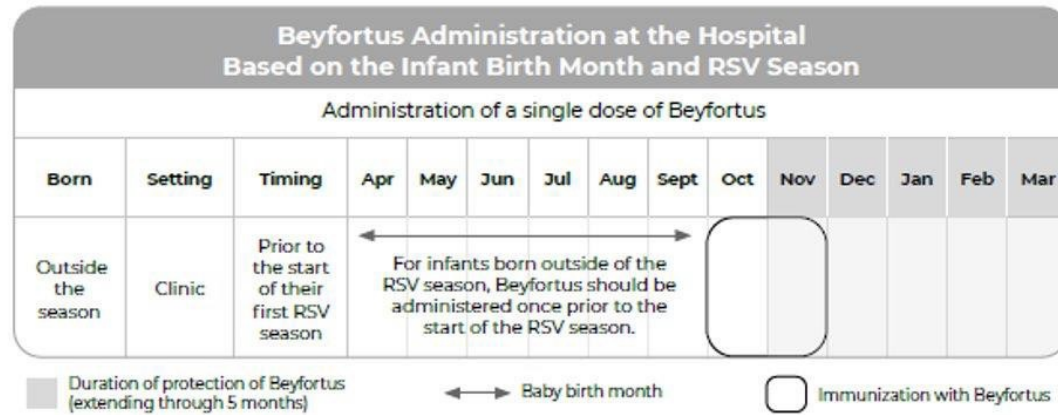 Beyfortus Administration at the Hospital
Based on the Infant Birth Month and RSV Season
Administration of a single dose of Beyfortus
Born Setting Timing Apr May Jun Jul Aug Sept Oct Nov Dec Jan Feb Mar
Outside
the
season
Clinic
Prior to
the start
of their
first RSV
season
For infants born outside of the
RSV season, Beyfortus should be
administered once prior to the
start of the RSV season.
Duration of protection of Beyfortus
(extending through 5 months)
Baby birth month
Immunization with Beyfortus